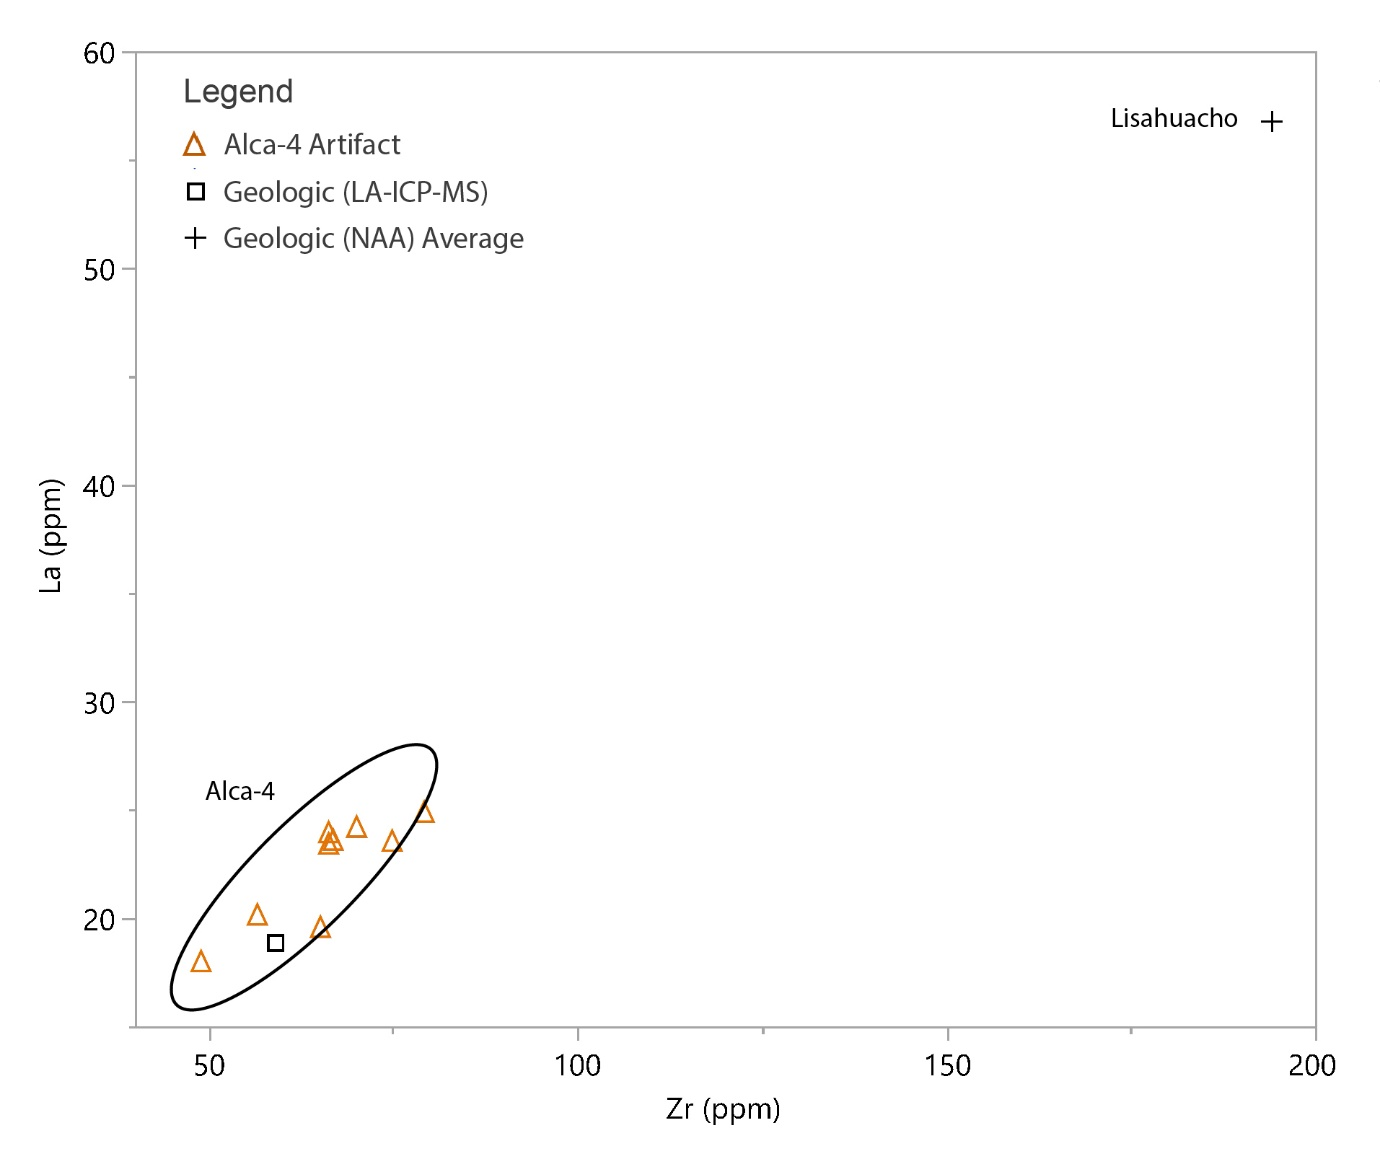 60
Legend
Lisahuacho
Alca-4 Artifact
Geologic (LA-ICP-MS)
Geologic (NAA) Average
50
40
La (ppm)
30
Alca-4
20
50 100 150 200
Zr (ppm)